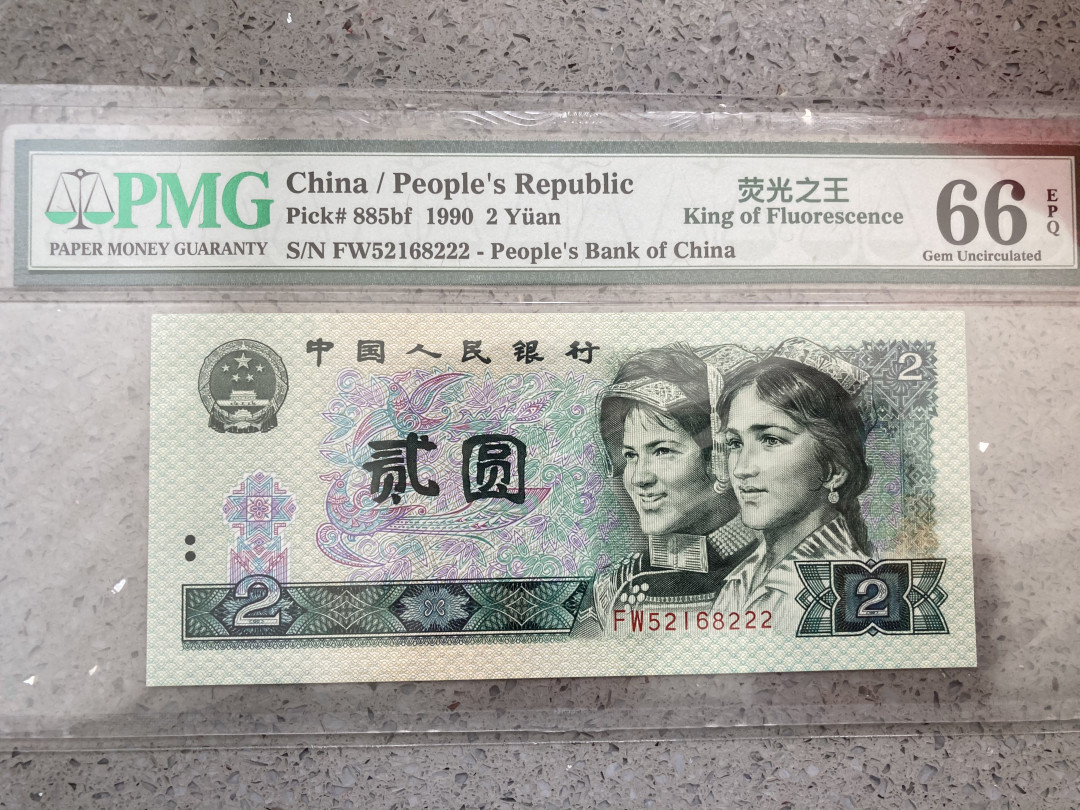 PMG
PAPER MONEY GUARANTY
China / People's Republic
Pick# 885bf 1990 2 Yüan
S/N FW52168222 - People's Bank of China
荧光之王
King of Fluorescence
66
EPQ
Gem Uncirculated
中国人民银行
2
贰圆
2
FW52168222
2